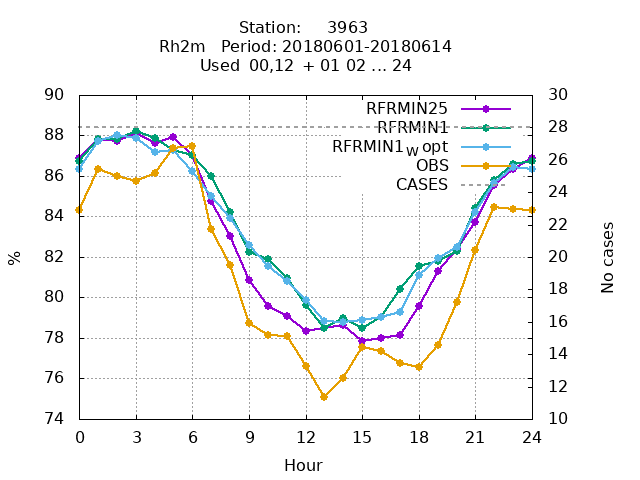 Station: 3963
Rh2m Period: 20180601-20180614
Used 00,12 + 01 02 ... 24
90 30
RFRMIN25
88 28
RFRMIN1
RFRMIN1_W opt
26
86 OBS
24
CASES
84
22
%
82 20
No cases
18
80
16
78
14
76
12
74 10
0 3 6 9 12 15 18 21 24
Hour